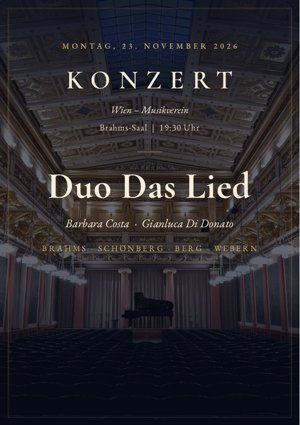 MONTAG, 23. NOVEMBER 2026
KONZERT
Wien – Musikverein
Brahms-Saal | 19:30 Uhr
Duo Das Lied
Barbara Costa · Gianluca Di Donato
BRAHMS · SCHÖNBERG · BERG · WEBERN